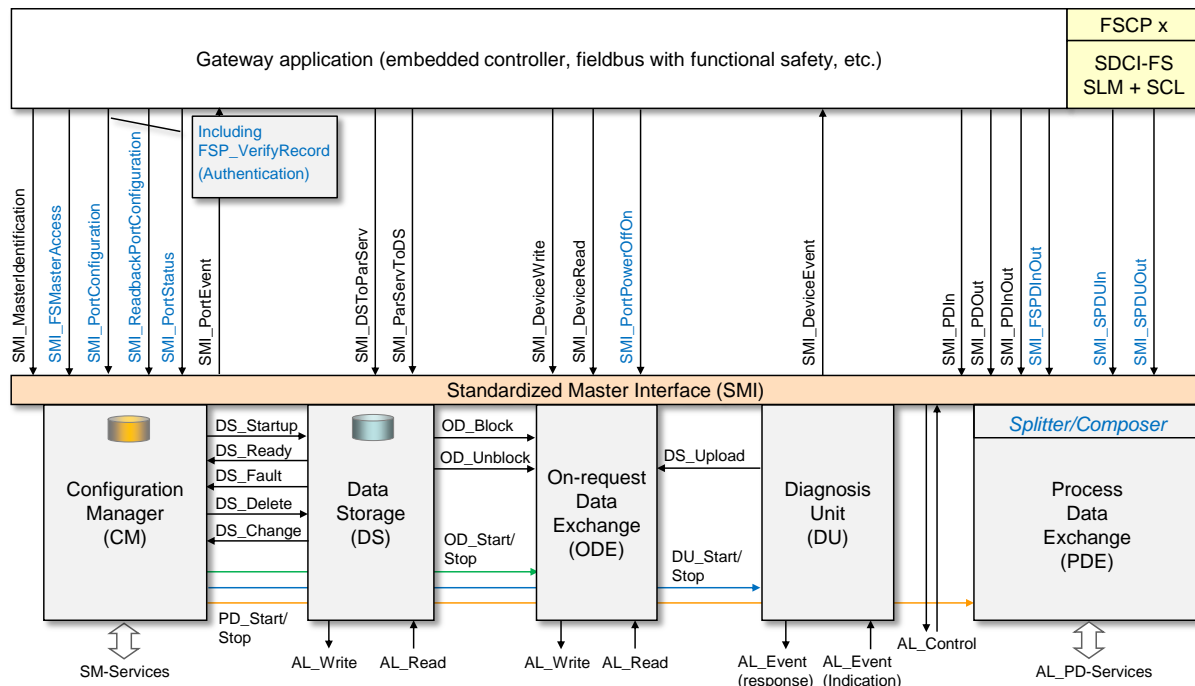 Gateway application (embedded controller, fieldbus with functional safety, etc.)
FSCP x
SDCI-FS
SLM + SCL
Including
FSP_VerifyRecord
(Authentication)
SMI_MasterIdentification
SMI_FSMasterAccess
SMI_PortConfiguration
SMI_ReadbackPortConfiguration
SMI_PortStatus
SMI_PortEvent
SMI_DSToParServ
SMI_ParServToDS
SMI_DeviceWrite
SMI_DeviceRead
SMI_PortPowerOffOn
SMI_DeviceEvent
SMI_PDIn
SMI_PDOut
SMI_PDInOut
SMI_FSPDInOut
SMI_SPDUIn
SMI_SPDUOut
Standardized Master Interface (SMI)
Configuration
Manager
(CM)
DS_Startup
DS_Ready
DS_Fault
DS_Delete
DS_Change
PD_Start/
Stop
Data
Storage
(DS)
OD_Block
OD_Unblock
OD_Start/
Stop
On-request
Data
Exchange
(ODE)
DS_Upload
DU_Start/
Stop
Diagnosis
Unit
(DU)
Splitter/Composer
Process
Data
Exchange
(PDE)
SM-Services
AL_Write
AL_Read
AL_Write
AL_Read
AL_Event
(response)
AL_Event
(Indication)
AL_Control
AL_PD-Services